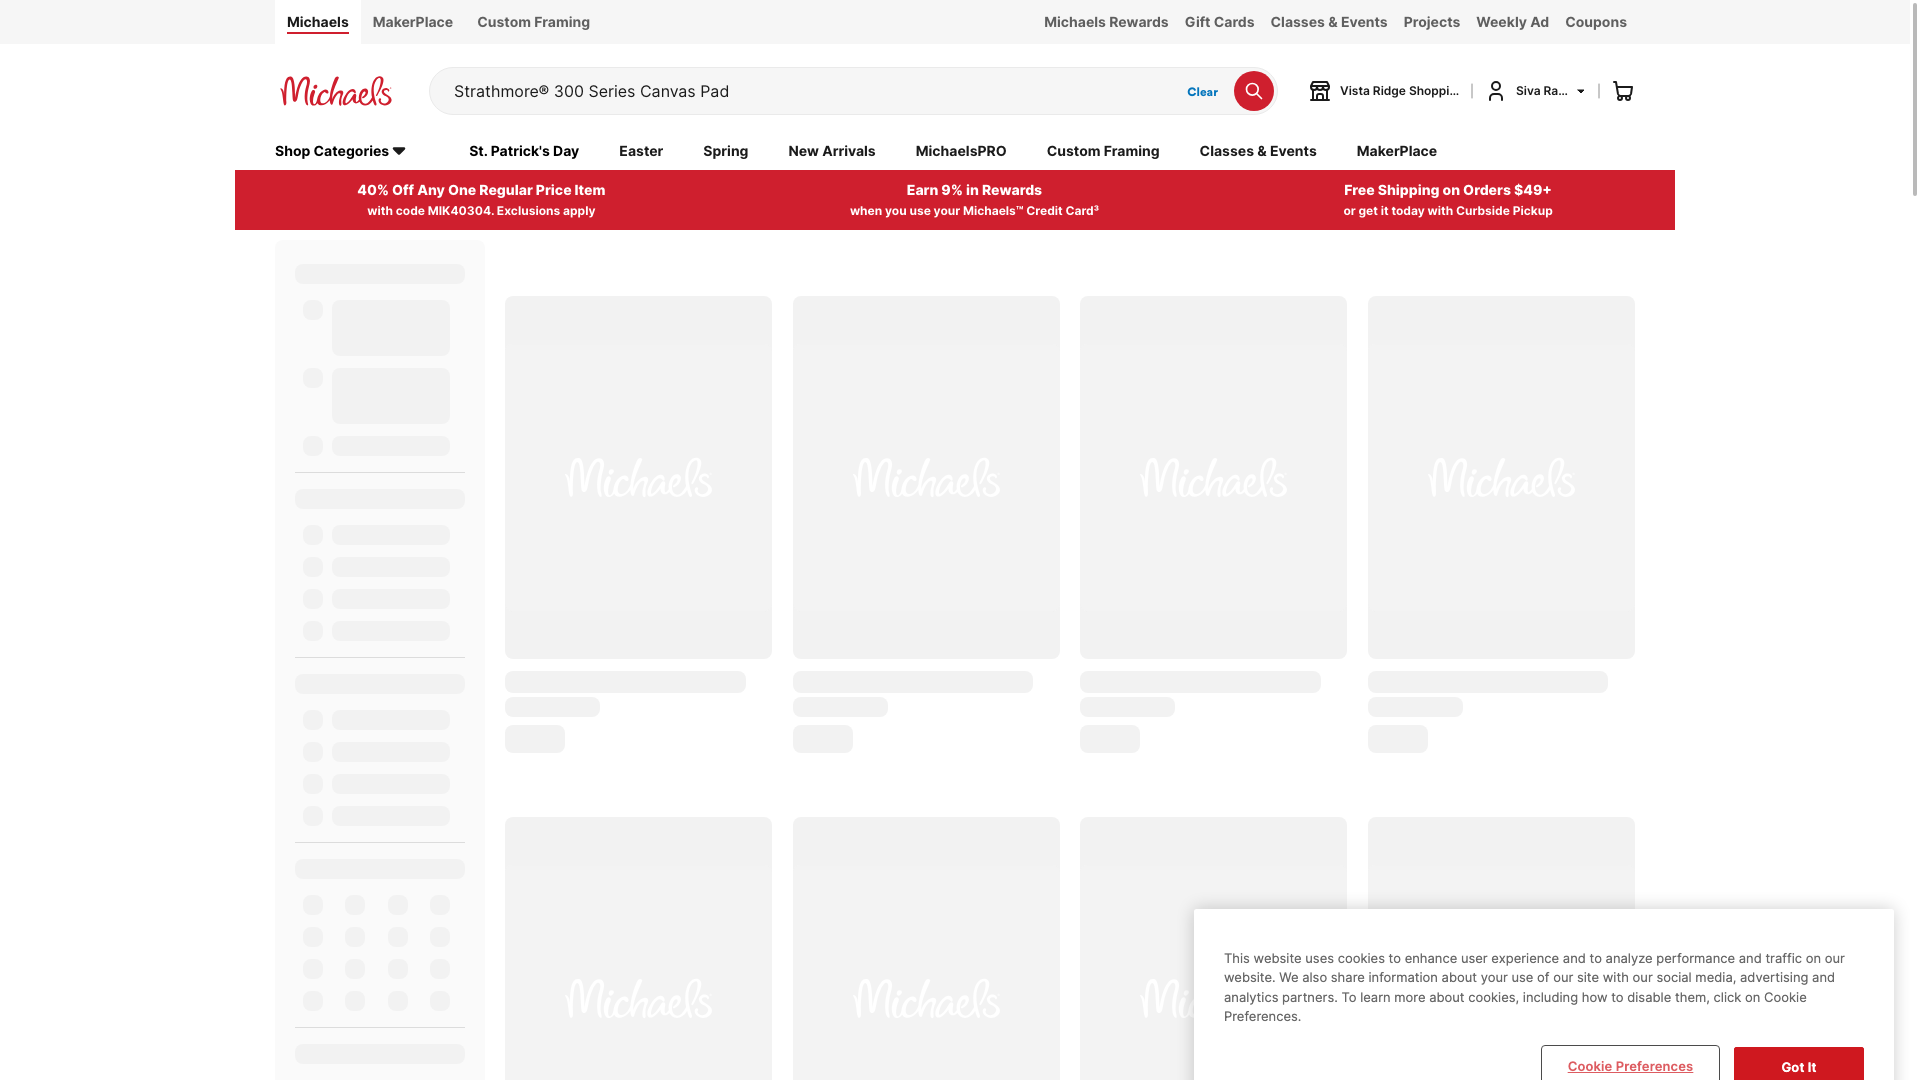 Michaels
MakerPlace
Custom Framing
Michaels Rewards
Gift Cards
Classes & Events
Projects
Weekly Ad
Coupons
Michaels
Strathmore® 300 Series Canvas Pad
Clear
Vista Ridge Shoppi...
Siva Ra...
Shop Categories
St. Patrick's Day
Easter
Spring
New Arrivals
MichaelsPRO
Custom Framing
Classes & Events
MakerPlace
40% Off Any One Regular Price Item
with code MIK40304. Exclusions apply
Earn 9% in Rewards
when you use your Michaels™ Credit Card³
Free Shipping on Orders $49+
or get it today with Curbside Pickup
Michaels
Michaels
Michaels
Michaels
Michaels
Michaels
Mi
This website uses cookies to enhance user experience and to analyze performance and traffic on our
website. We also share information about your use of our site with our social media, advertising and
analytics partners. To learn more about cookies, including how to disable them, click on Cookie
Preferences.
Cookie Preferences
Got It